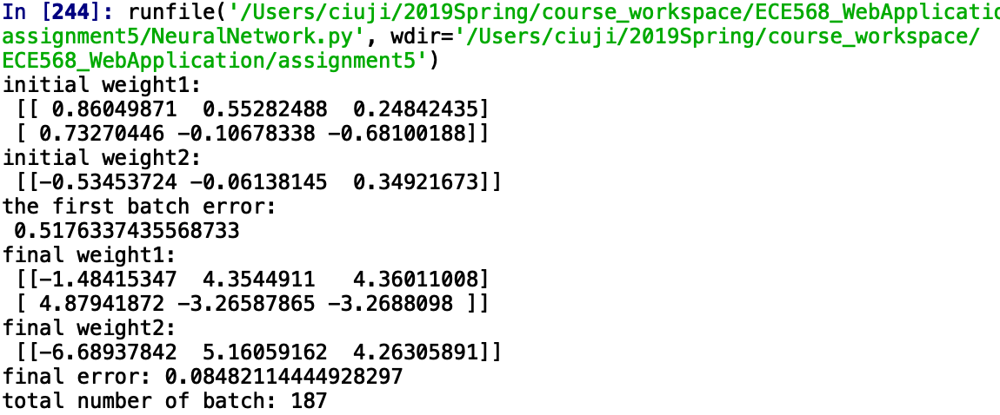 In [244]: runfile('/Users/ciuji/2019Spring/course_workspace/ECE568_WebApplicatio
assignment5/NeuralNetwork.py', wdir='/Users/ciuji/2019Spring/course_workspace/
ECE568_WebApplication/assignment5')
initial weight1:
 [[ 0.86049871  0.55282488  0.24842435]
 [ 0.73270446 -0.10678338 -0.68100188]]
initial weight2:
 [[-0.53453724 -0.06138145  0.34921673]]
the first batch error:
 0.5176337435568733
final weight1:
 [[-1.48415347  4.3544911   4.36011008]
 [ 4.87941872 -3.26587865 -3.2688098 ]]
final weight2:
 [[-6.68937842  5.16059162  4.26305891]]
final error: 0.08482114444928297
total number of batch: 187